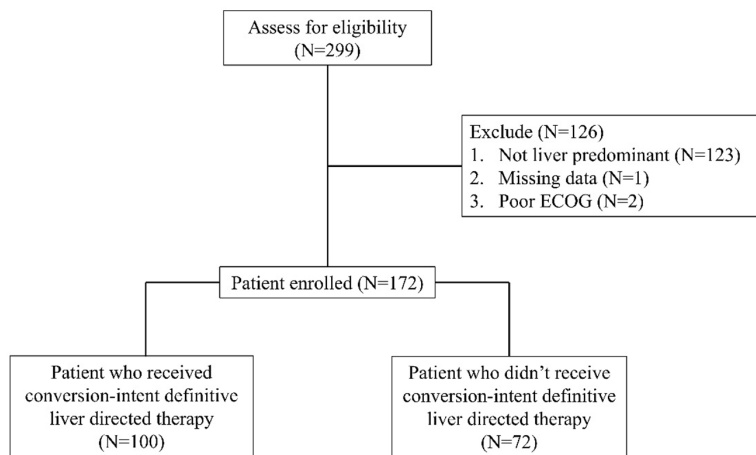 Assess for eligibility
(N=299)
Exclude (N=126)
1. Not liver predominant (N=123)
2. Missing data (N=1)
3. Poor ECOG (N=2)
Patient enrolled (N=172)
Patient who received
conversion-intent definitive
liver directed therapy
(N=100)
Patient who didn’t receive
conversion-intent definitive
liver directed therapy
(N=72)